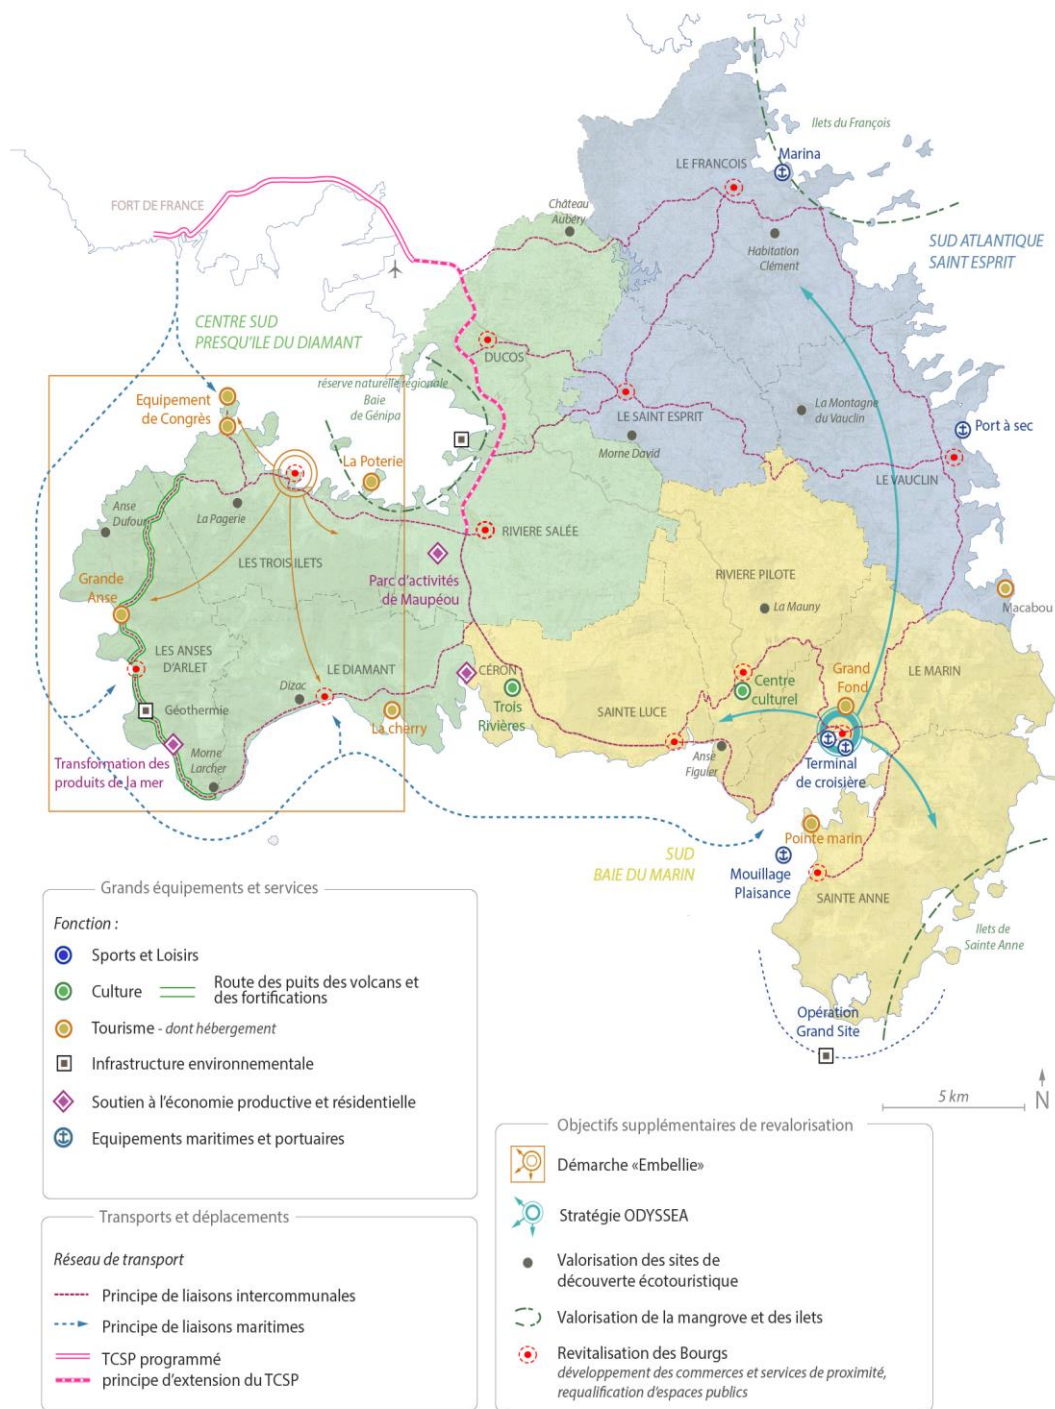 Ilets du François
Marina
LE FRANCOIS
FORT DE FRANCE
Château
Aubéry
Habitation
Clément
SUD ATLANTIQUE
SAINT ESPRIT
CENTRE SUD
PRESQU'ILE DU DIAMANT
DUCOS
réserve naturelle régionale
Baie
de Génipa
Equipement
de Congrès
LE SAINT ESPRIT
La Montagne
du Vauclin
Port à sec
Morne David
La Poterie
LE VAUCLIN
Anse
Dufour
La Pagerie
RIVIERE SALÉE
LES TROIS ILETS
Parc d'activités
de Maupéou
RIVIERE PILOTE
Grande
Anse
La Mauny
Macabou
LES ANSES
D'ARLET
LE DIAMANT
CÉRON
LE MARIN
Centre
culturel
Grand
Fond
Dizac
Trois
Rivières
SAINTE LUCE
Géothermie
La cherry
Transformation des
produits de la mer
Morne
Larcher
Anse
Figuier
Terminal
de croisière
Pointe marin
SUD
BAIE DU MARIN
Mouillage
Plaisance
SAINTE ANNE
Ilets de
Sainte Anne
Opération
Grand Site
5 km
N
Grands équipements et services
Fonction :
Sports et Loisirs
Culture
Route des puits des volcans et
des fortifications
Tourisme - dont hébergement
Infrastructure environnementale
Soutien à l'économie productive et résidentielle
Equipements maritimes et portuaires
Transports et déplacements
Réseau de transport
Principe de liaisons intercommunales
Principe de liaisons maritimes
TCSP programmé
principe d'extension du TCSP
Objectifs supplémentaires de revalorisation
Démarche «Embellie»
Stratégie ODYSSEA
Valorisation des sites de
découverte écotouristique
Valorisation de la mangrove et des ilets
Revitalisation des Bourgs
développement des commerces et services de proximité,
requalification d'espaces publics